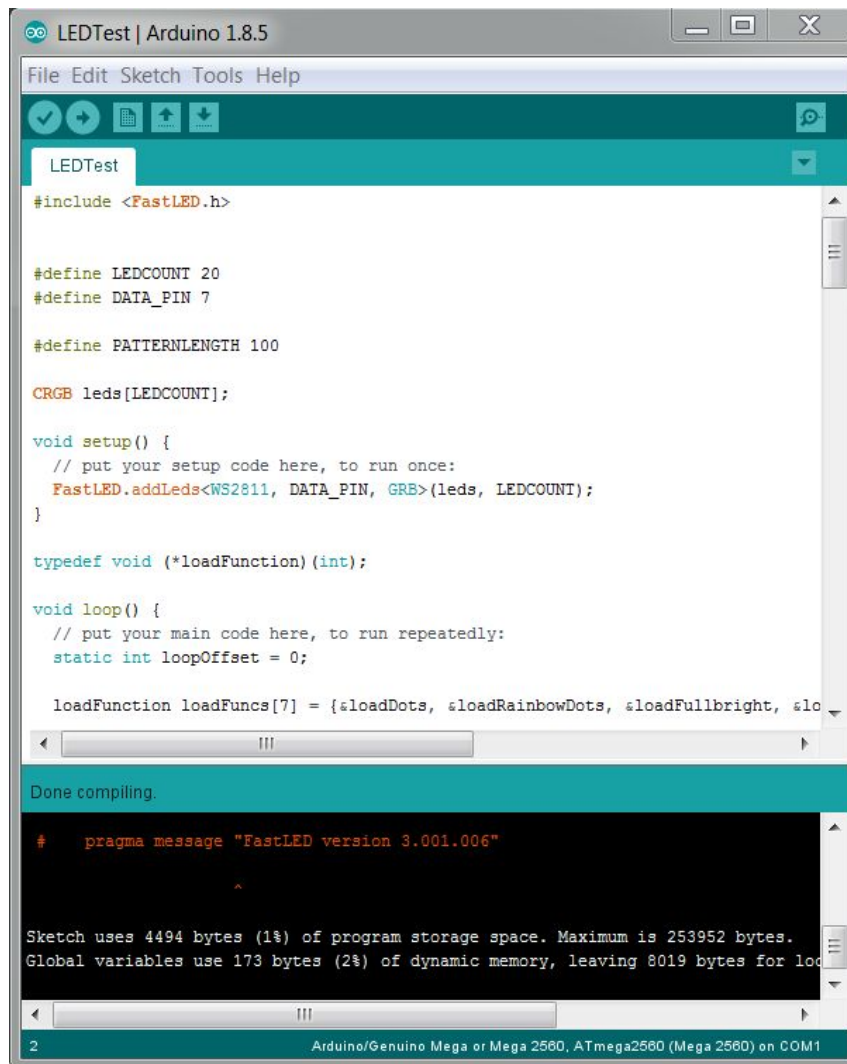 LEDTest | Arduino 1.8.5
File Edit Sketch Tools Help
LEDTest
#include <FastLED.h>
#define LEDCOUNT 20
#define DATA_PIN 7
#define PATTERNLENGTH 100
CRGB leds[LEDCOUNT];
void setup() {
  // put your setup code here, to run once:
  FastLED.addLeds<WS2811, DATA_PIN, GRB>(leds, LEDCOUNT);
}
typedef void (*loadFunction)(int);
void loop() {
  // put your main code here, to run repeatedly:
  static int loopOffset = 0;
  loadFunction loadFuncs[7] = {&loadDots, &loadRainbowDots, &loadFullbright, &lo
Done compiling.
#    pragma message "FastLED version 3.001.006"
^
Sketch uses 4494 bytes (1%) of program storage space. Maximum is 253952 bytes.
Global variables use 173 bytes (2%) of dynamic memory, leaving 8019 bytes for loc
2 Arduino/Genuino Mega or Mega 2560, ATmega2560 (Mega 2560) on COM1